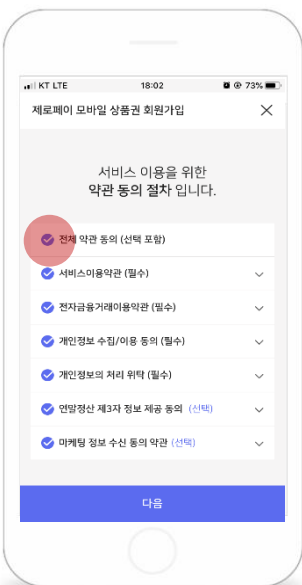 KT LTE 18:02 73%
제로페이 모바일 상품권 회원가입
서비스 이용을 위한
약관 동의 절차 입니다.
전체 약관 동의 (선택 포함)
서비스이용약관 (필수)
전자금융거래이용약관 (필수)
개인정보 수집/이용 동의 (필수)
개인정보의 처리 위탁 (필수)
연말정산 제3자 정보 제공 동의 (선택)
마케팅 정보 수신 동의 약관 (선택)
다음